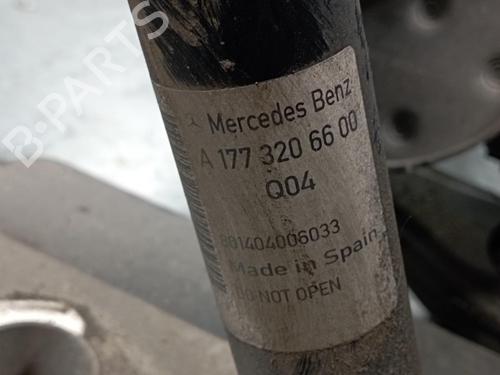 Mercedes Benz
A 177 320 66 00
Q04
801404006033
Made in Spain
DO NOT OPEN
B-PARTS